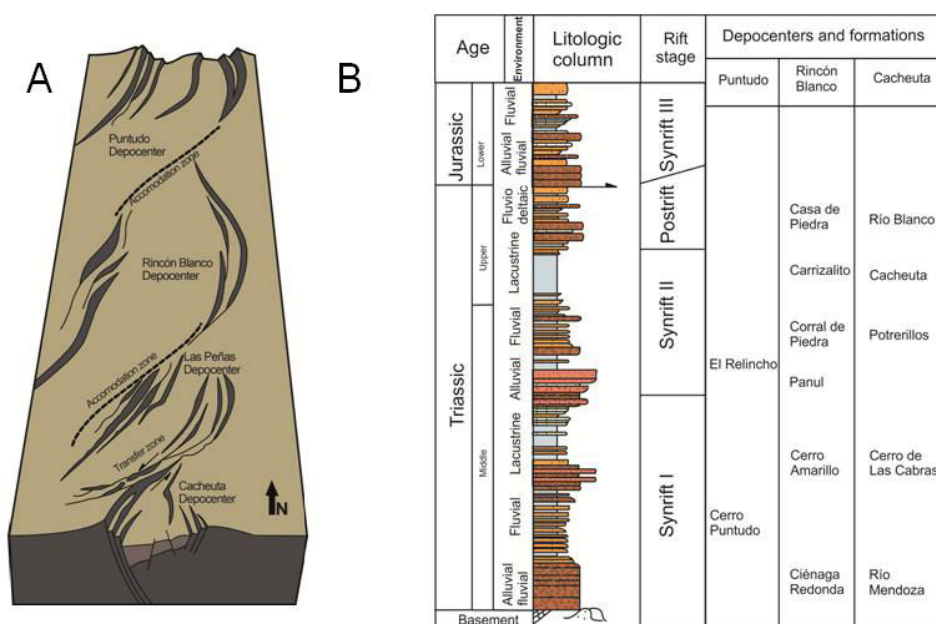 A
Puntudo
Depocenter
Accomodation zone
Rincón Blanco
Depocenter
Accomodation zone
Las Peñas
Depocenter
Transfer zone
Cacheuta
Depocenter
N
B
Age
Environment
Litologic
column
Rift
stage
Depocenters and formations
Puntudo
Rincón
Blanco
Cacheuta
Jurassic
Lower
Fluvial
Alluvial
fluvial
Synrift III
Triassic
Upper
Fluvio
deltaic
Postrift
Casa de
Piedra
Río Blanco
Lacustrine
Synrift II
Carrizalito
Cacheuta
Middle
Fluvial
Corral de
Piedra
Potrerillos
Alluvial
El Relincho
Panul
Lacustrine
Synrift I
Cerro
Amarillo
Cerro de
Las Cabras
Fluvial
Cerro
Puntudo
Alluvial
fluvial
Ciénaga
Redonda
Río
Mendoza
Basement